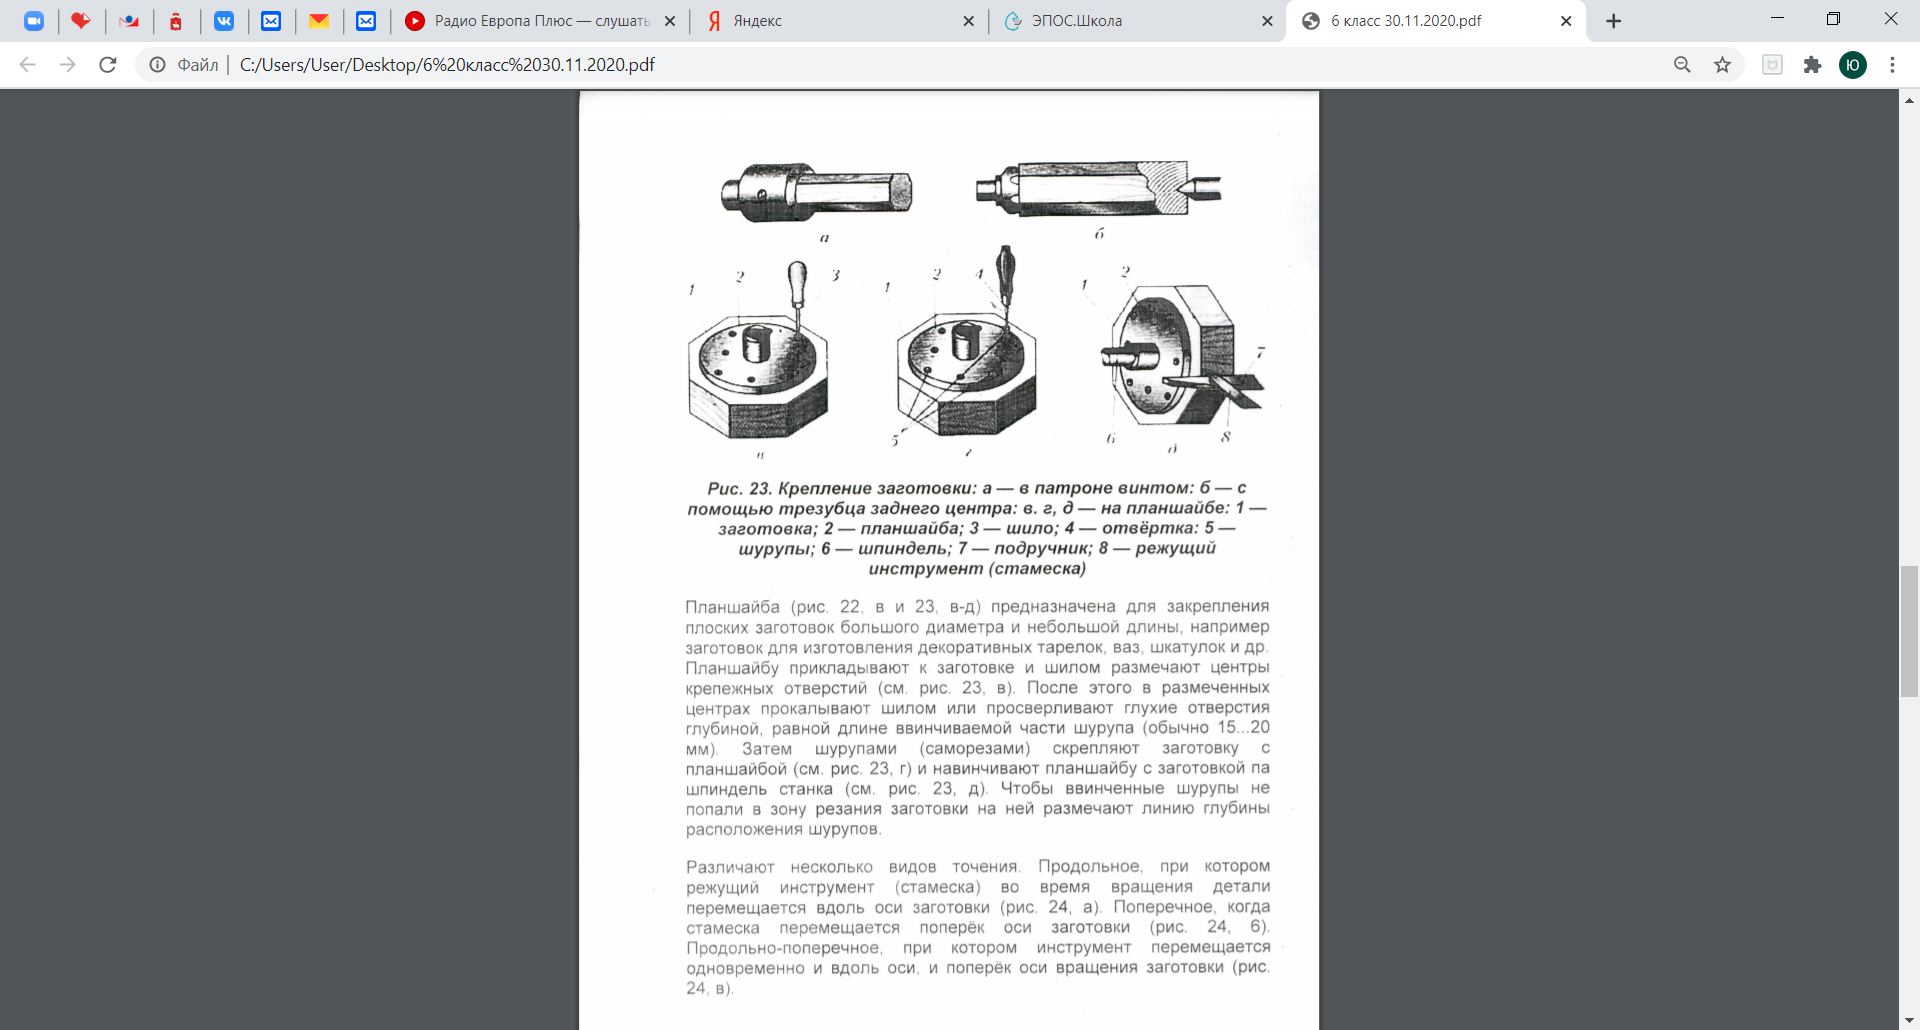 Радио Европа Плюс — слушать
Яндекс
ЭПОС.Школа
6 класс 30.11.2020.pdf
Файл
C:/Users/User/Desktop/6%20класс%2030.11.2020.pdf
Ю
а
б
1 2 3
1 2 4
1 2
7
5
6 8
в г д
Рис. 23. Крепление заготовки: а — в патроне винтом: б — с
помощью трезубца заднего центра: в. г, д — на планшайбе: 1 —
заготовка; 2 — планшайба; 3 — шило; 4 — отвёртка: 5 —
шурупы; 6 — шпиндель; 7 — подручник; 8 — режущий
инструмент (стамеска)
Планшайба (рис. 22, в и 23, в-д) предназначена для закрепления
плоских заготовок большого диаметра и небольшой длины, например
заготовок для изготовления декоративных тарелок, ваз, шкатулок и др.
Планшайбу прикладывают к заготовке и шилом размечают центры
крепежных отверстий (см. рис. 23, в). После этого в размеченных
центрах прокалывают шилом или просверливают глухие отверстия
глубиной, равной длине ввинчиваемой части шурупа (обычно 15...20
мм). Затем шурупами (саморезами) скрепляют заготовку с
планшайбой (см. рис. 23, г) и навинчивают планшайбу с заготовкой па
шпиндель станка (см. рис. 23, д). Чтобы ввинченные шурупы не
попали в зону резания заготовки на ней размечают линию глубины
расположения шурупов.
Различают несколько видов точения. Продольное, при котором
режущий инструмент (стамеска) во время вращения детали
перемещается вдоль оси заготовки (рис. 24, а). Поперечное, когда
стамеска перемещается поперёк оси заготовки (рис. 24, б).
Продольно-поперечное, при котором инструмент перемещается
одновременно и вдоль оси, и поперёк оси вращения заготовки (рис.
24, в).